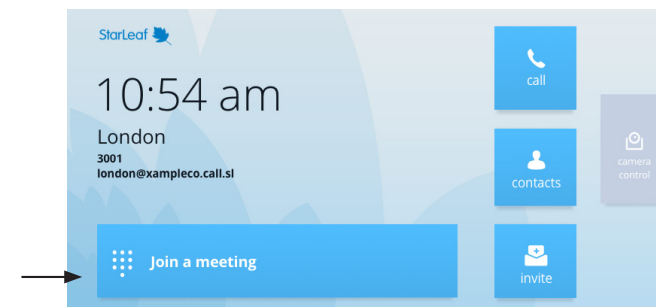 StarLeaf
10:54 am
London
3001
london@xampleco.call.sl
Join a meeting
call
contacts
invite
camera
control